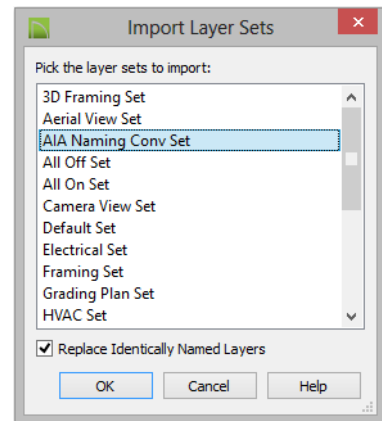 Import Layer Sets
Pick the layer sets to import:
3D Framing Set
Aerial View Set
AIA Naming Conv Set
All Off Set
All On Set
Camera View Set
Default Set
Electrical Set
Framing Set
Grading Plan Set
HVAC Set
Replace Identically Named Layers
OK Cancel Help